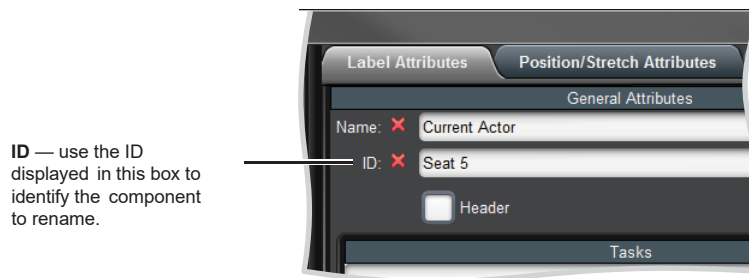 Label Attributes
Position/Stretch Attributes
General Attributes
Name: Current Actor
ID: Seat 5
Header
Tasks
ID — use the ID
displayed in this box to
identify the component
to rename.